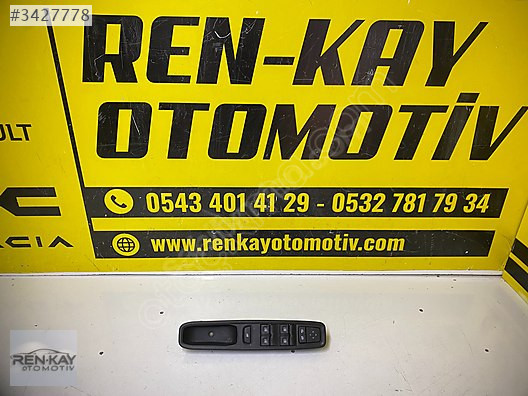 #3427778
REN-KAY
OTOMOTİV
ULT
0543 401 41 29 - 0532 781 79 34
ACIA
www.renkayotomotiv.com
REN-KAY
OTOMOTİV